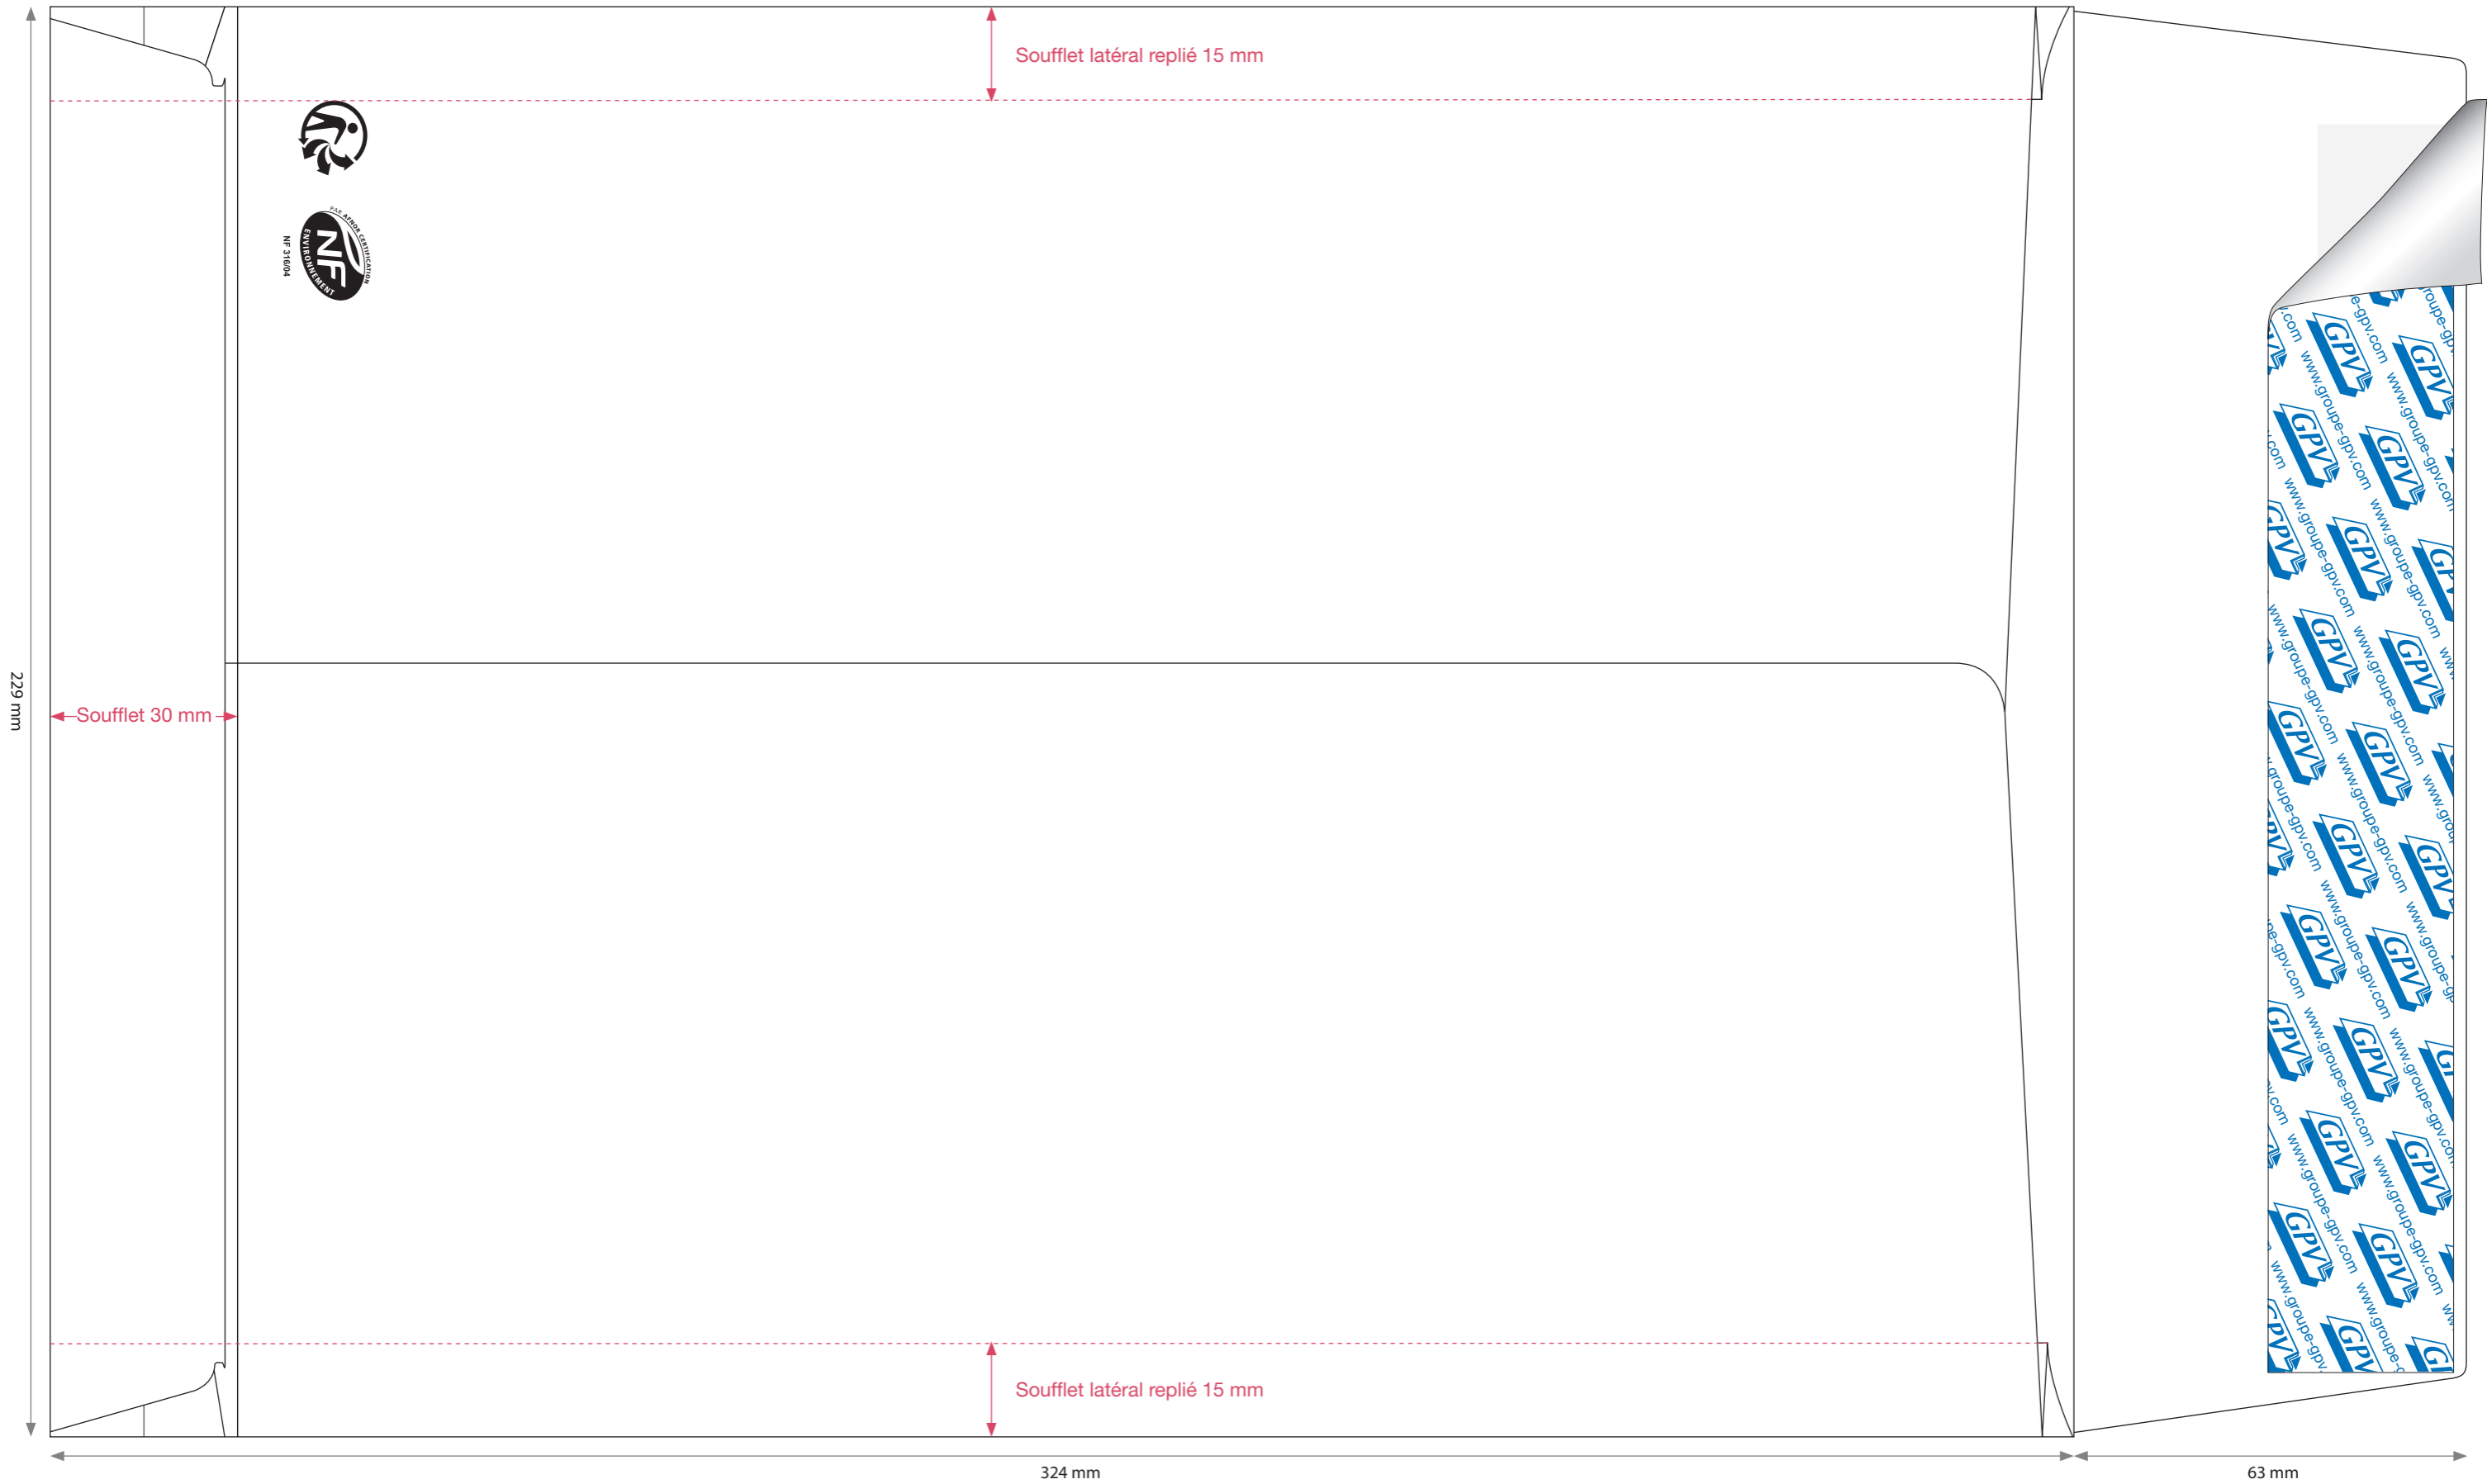 Soufflet latéral replié 15 mm
PAR AFNOR CERTIFICATION
NF
ENVIRONNEMENT
NF 316/04
229 mm
Soufflet 30 mm
GPV
www.groupe-gpv.com
Soufflet latéral replié 15 mm
324 mm
63 mm